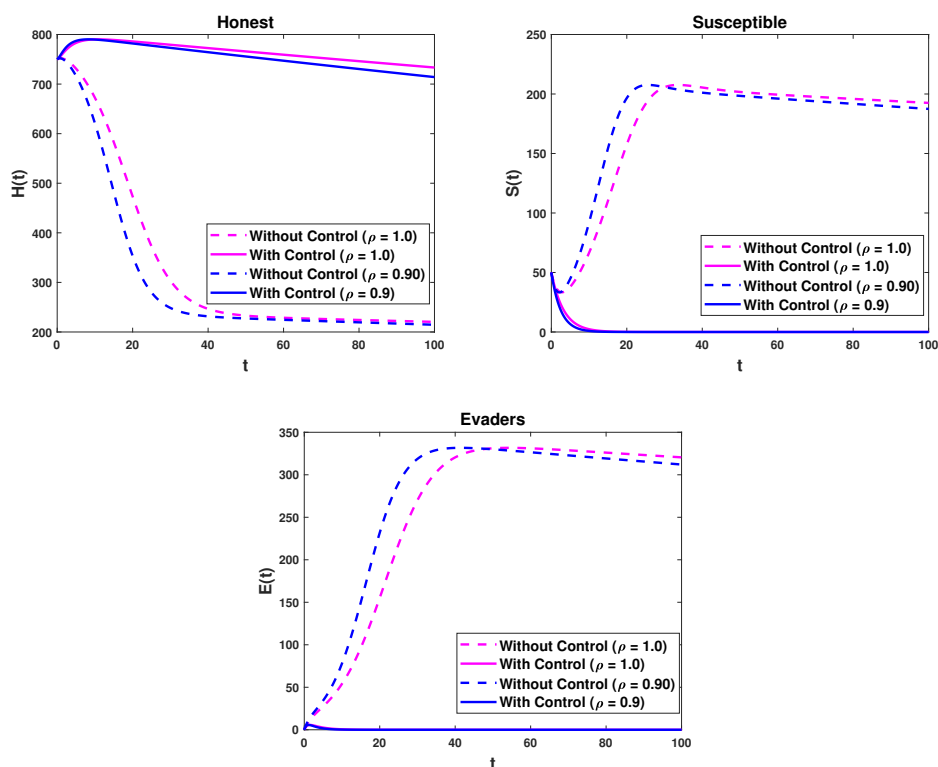 Honest
800
700
600
500
400
300
200
H(t)
0 20 40 60 80 100
t
Without Control (ρ = 1.0)
With Control (ρ = 1.0)
Without Control (ρ = 0.90)
With Control (ρ = 0.9)
Susceptible
250
200
150
100
50
0
S(t)
0 20 40 60 80 100
t
Without Control (ρ = 1.0)
With Control (ρ = 1.0)
Without Control (ρ = 0.90)
With Control (ρ = 0.9)
Evaders
350
300
250
200
150
100
50
0
E(t)
0 20 40 60 80 100
t
Without Control (ρ = 1.0)
With Control (ρ = 1.0)
Without Control (ρ = 0.90)
With Control (ρ = 0.9)